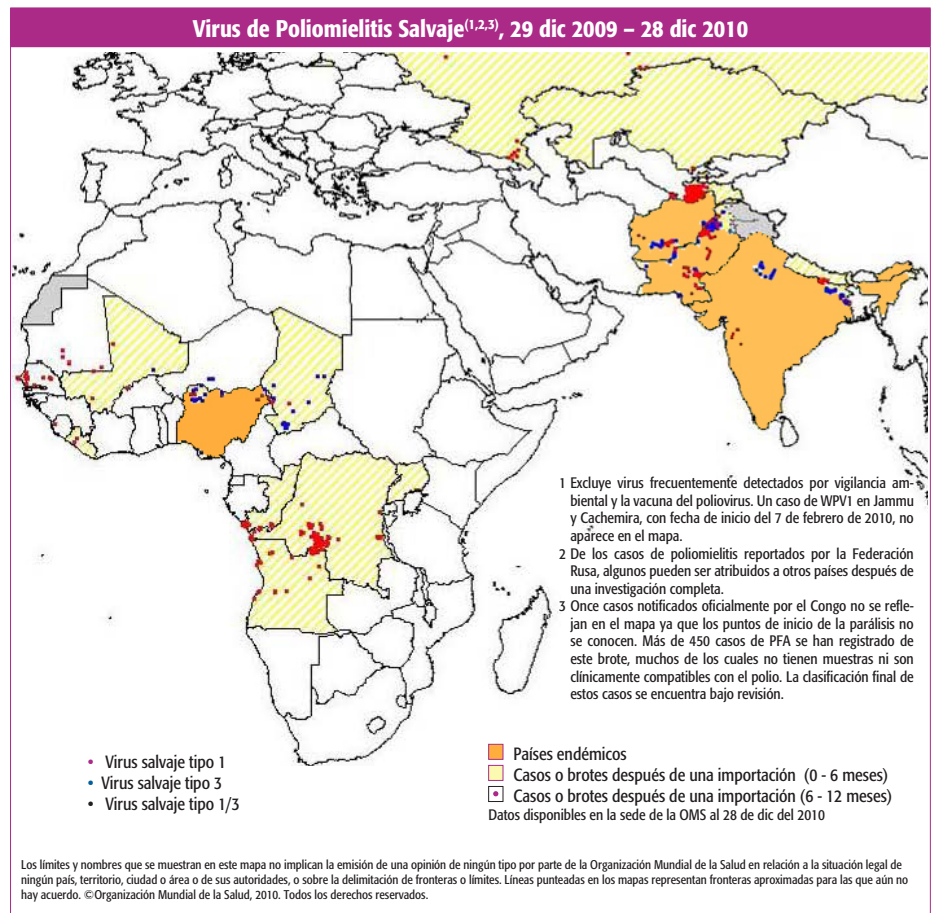 Virus de Poliomielitis Salvaje(1,2,3), 29 dic 2009 – 28 dic 2010
1 Excluye virus frecuentemente detectados por vigilancia am-
biental y la vacuna del poliovirus. Un caso de WPV1 en Jammu
y Cachemira, con fecha de inicio del 7 de febrero de 2010, no
aparece en el mapa.
2 De los casos de poliomielitis reportados por la Federación
Rusa, algunos pueden ser atribuidos a otros países después de
una investigación completa.
3 Once casos notificados oficialmente por el Congo no se refle-
jan en el mapa ya que los puntos de inicio de la parálisis no
se conocen. Más de 450 casos de PFA se han registrado de
este brote, muchos de los cuales no tienen muestras ni son
clínicamente compatibles con el polio. La clasificación final de
estos casos se encuentra bajo revisión.
• Virus salvaje tipo 1
• Virus salvaje tipo 3
• Virus salvaje tipo 1/3
Países endémicos
Casos o brotes después de una importación (0 - 6 meses)
Casos o brotes después de una importación (6 - 12 meses)
Datos disponibles en la sede de la OMS al 28 de dic del 2010
Los límites y nombres que se muestran en este mapa no implican la emisión de una opinión de ningún tipo por parte de la Organización Mundial de la Salud en relación a la situación legal de
ningún país, territorio, ciudad o área o de sus autoridades, o sobre la delimitación de fronteras o límites. Líneas punteadas en los mapas representan fronteras aproximadas para las que aún no
hay acuerdo. ©Organización Mundial de la Salud, 2010. Todos los derechos reservados.